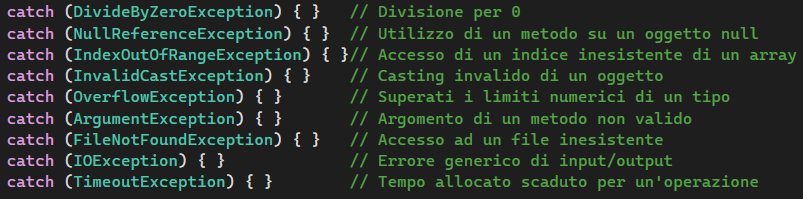 catch (DivideByZeroException) { }   // Divisione per 0
catch (NullReferenceException) { }  // Utilizzo di un metodo su un oggetto null
catch (IndexOutOfRangeException) { }// Accesso di un indice inesistente di un array
catch (InvalidCastException) { }    // Casting invalido di un oggetto
catch (OverflowException) { }       // Superati i limiti numerici di un tipo
catch (ArgumentException) { }       // Argomento di un metodo non valido
catch (FileNotFoundException) { }   // Accesso ad un file inesistente
catch (IOException) { }             // Errore generico di input/output
catch (TimeoutException) { }        // Tempo allocato scaduto per un'operazione